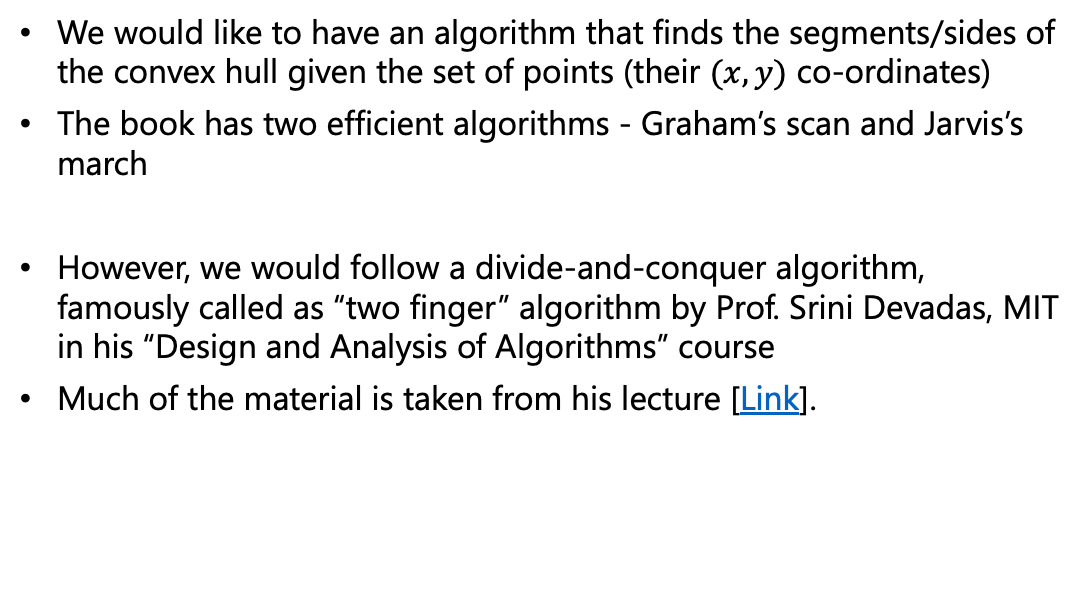 • We would like to have an algorithm that finds the segments/sides of
the convex hull given the set of points (their (x, y) co-ordinates)
• The book has two efficient algorithms - Graham’s scan and Jarvis’s
march
• However, we would follow a divide-and-conquer algorithm,
famously called as “two finger” algorithm by Prof. Srini Devadas, MIT
in his “Design and Analysis of Algorithms” course
• Much of the material is taken from his lecture [Link].